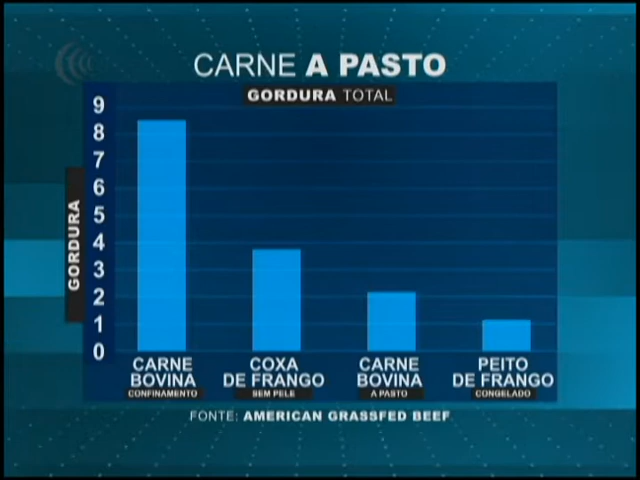 CARNE A PASTO
GORDURA TOTAL
9
8
7
6
5
4
3
2
1
0
GORDURA
CARNE
BOVINA
CONFINAMENTO
COXA
DE FRANGO
SEM PELE
CARNE
BOVINA
A PASTO
PEITO
DE FRANGO
CONGELADO
FONTE: AMERICAN GRASSFED BEEF